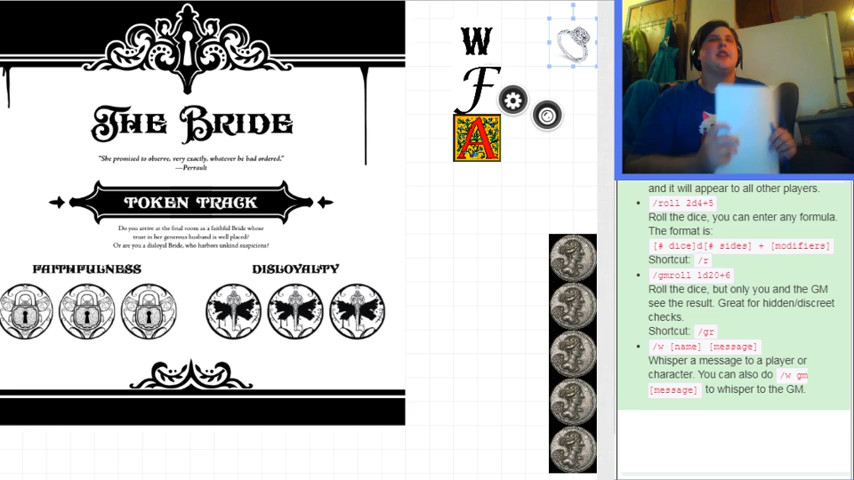 THE BRIDE
"She promised to observe, very exactly, whatever he had ordered."
—Perrault
TOKEN TRACK
Do you arrive at the final room as a faithful Bride whose
trust in her generous husband is well placed?
Or are you a disloyal Bride, who harbors unkind suspicions?
FAITHFULNESS
DISLOYALTY
W
F
A
and it will appear to all other players.
/roll 2d4+5
Roll the dice, you can enter any formula.
The format is:
[# dice]d[# sides] + [modifiers]
Shortcut: /r
/gmroll 1d20+6
Roll the dice, but only you and the GM
see the result. Great for hidden/discreet
checks.
Shortcut: /gr
/w [name] [message]
Whisper a message to a player or
character. You can also do /w gm
[message] to whisper to the GM.